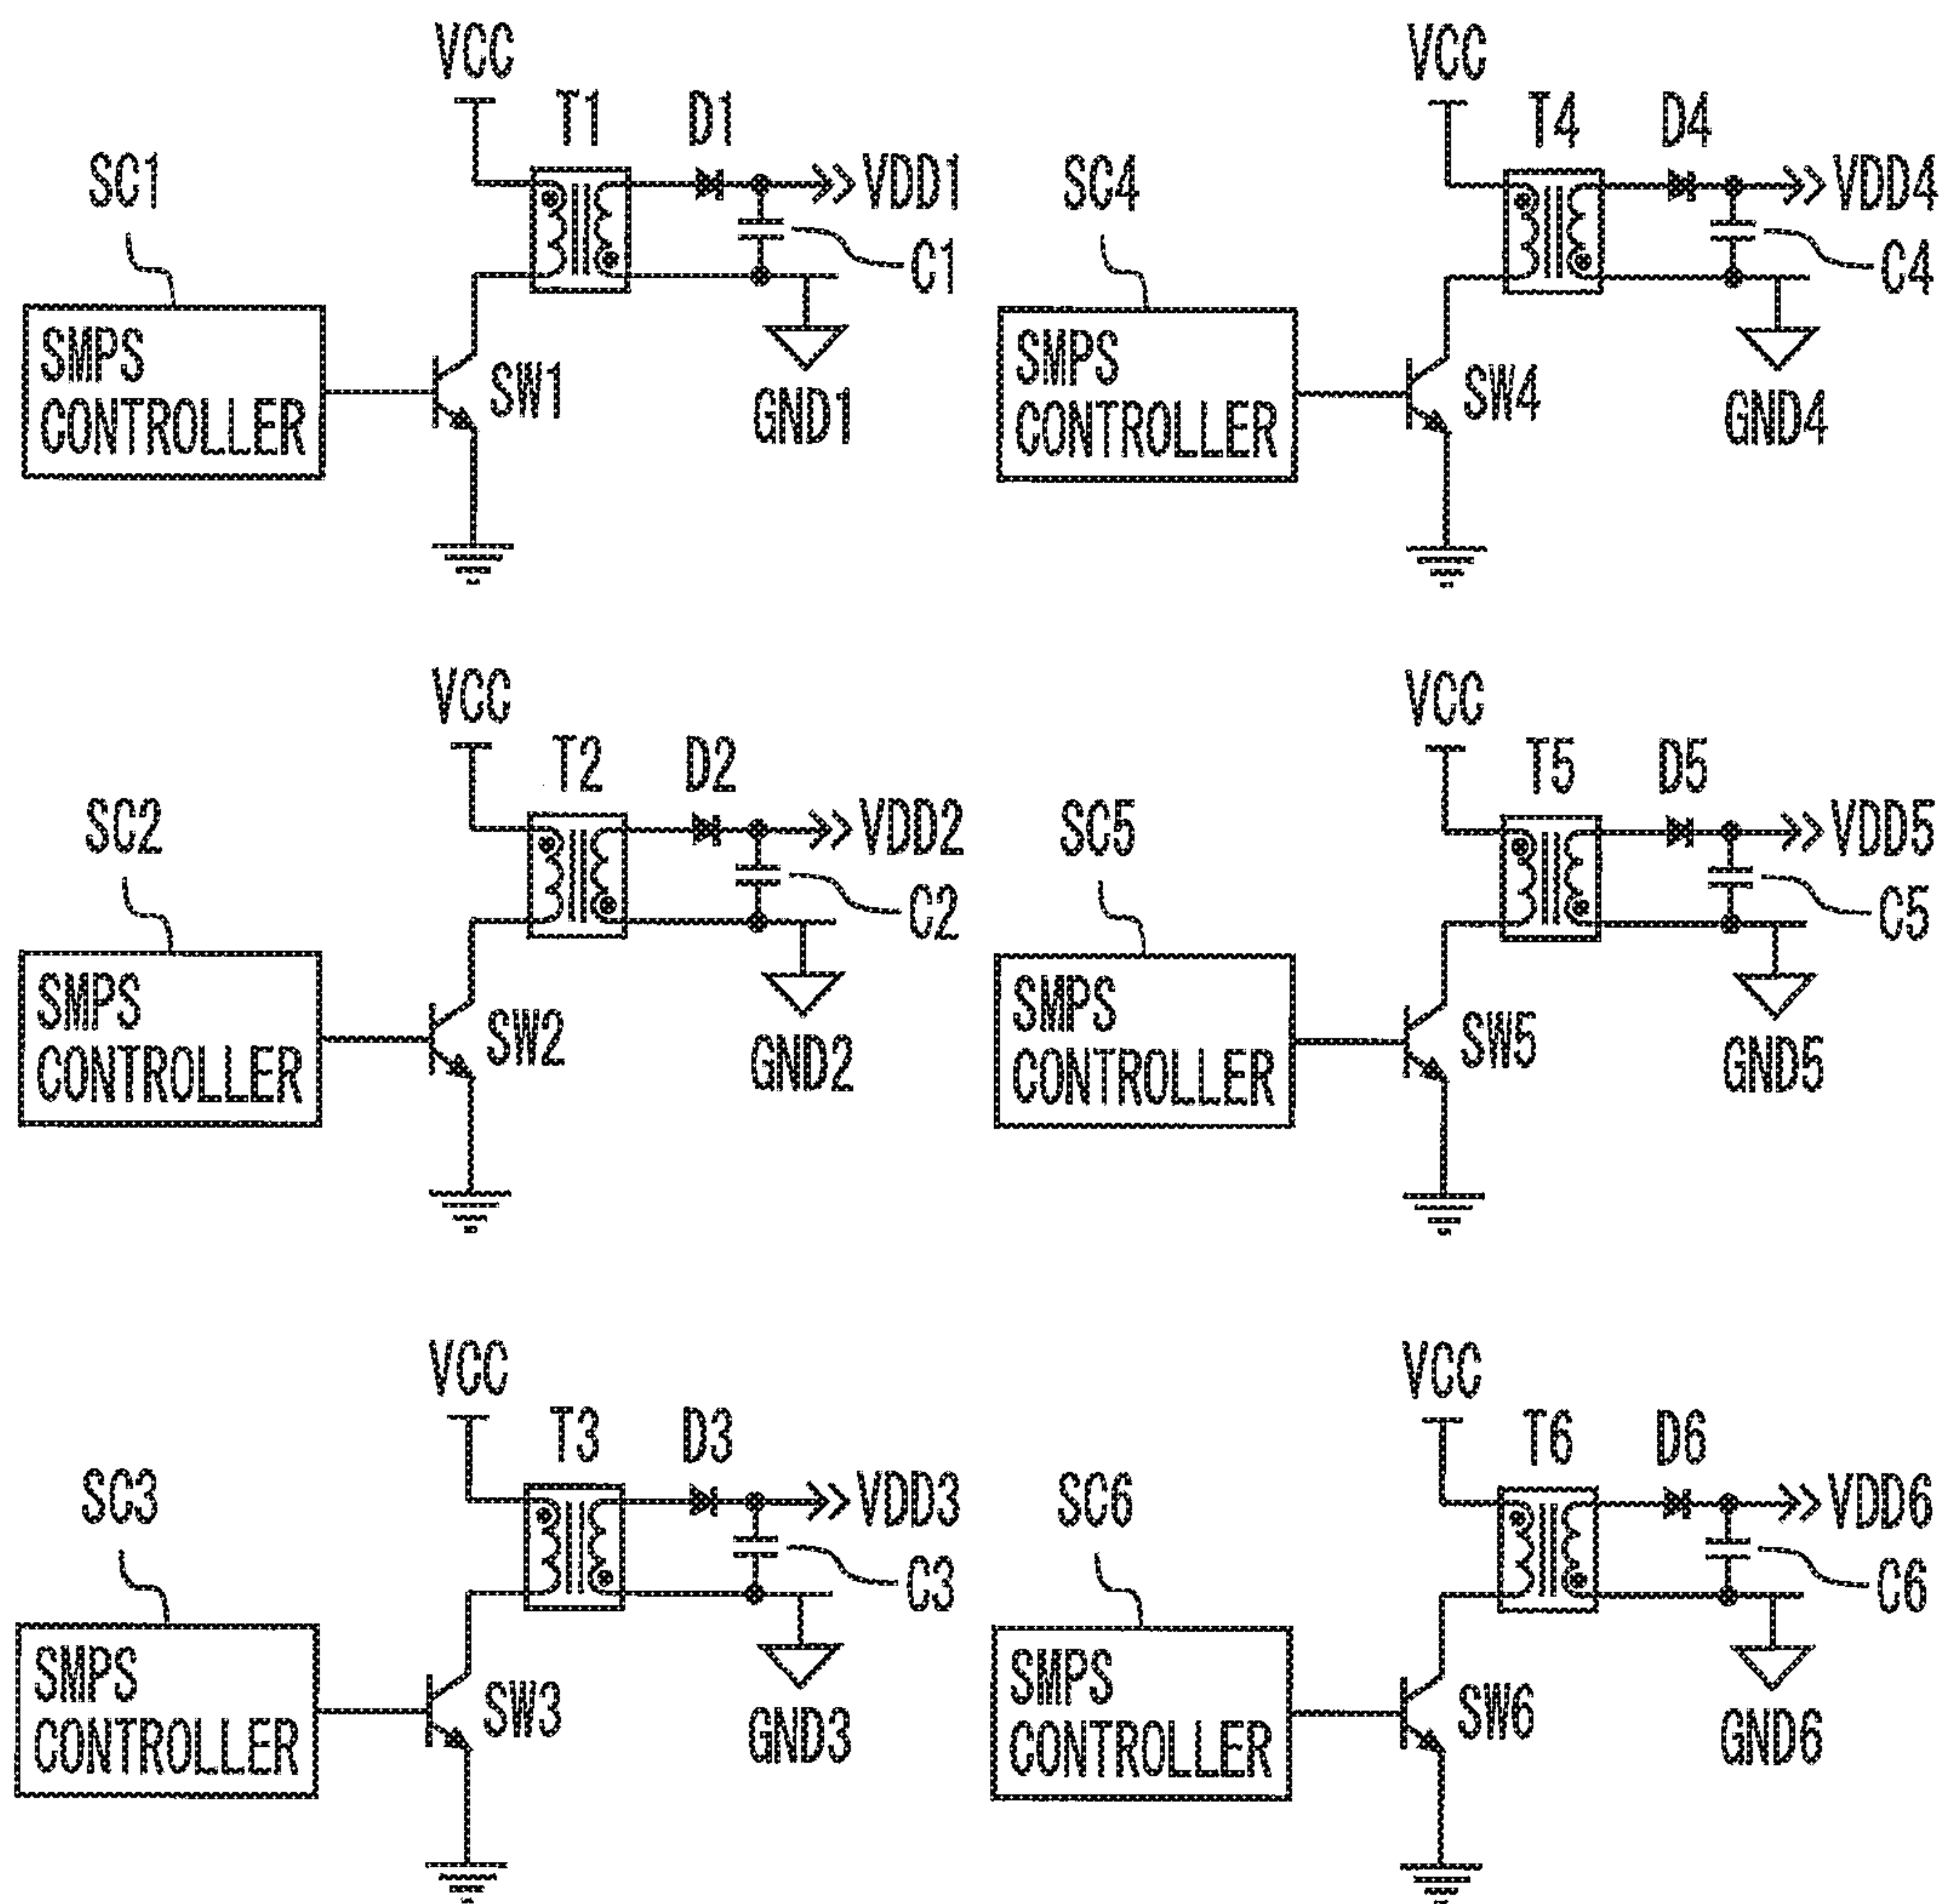 VCC
T1
D1
SC1
VDD1
C1
SMPS
CONTROLLER
SW1
GND1
VCC
T4
D4
SC4
VDD4
C4
SMPS
CONTROLLER
SW4
GND4
VCC
T2
D2
SC2
VDD2
C2
SMPS
CONTROLLER
SW2
GND2
VCC
T5
D5
SC5
VDD5
C5
SMPS
CONTROLLER
SW5
GND5
VCC
T3
D3
SC3
VDD3
C3
SMPS
CONTROLLER
SW3
GND3
VCC
T6
D6
SC6
VDD6
C6
SMPS
CONTROLLER
SW6
GND6